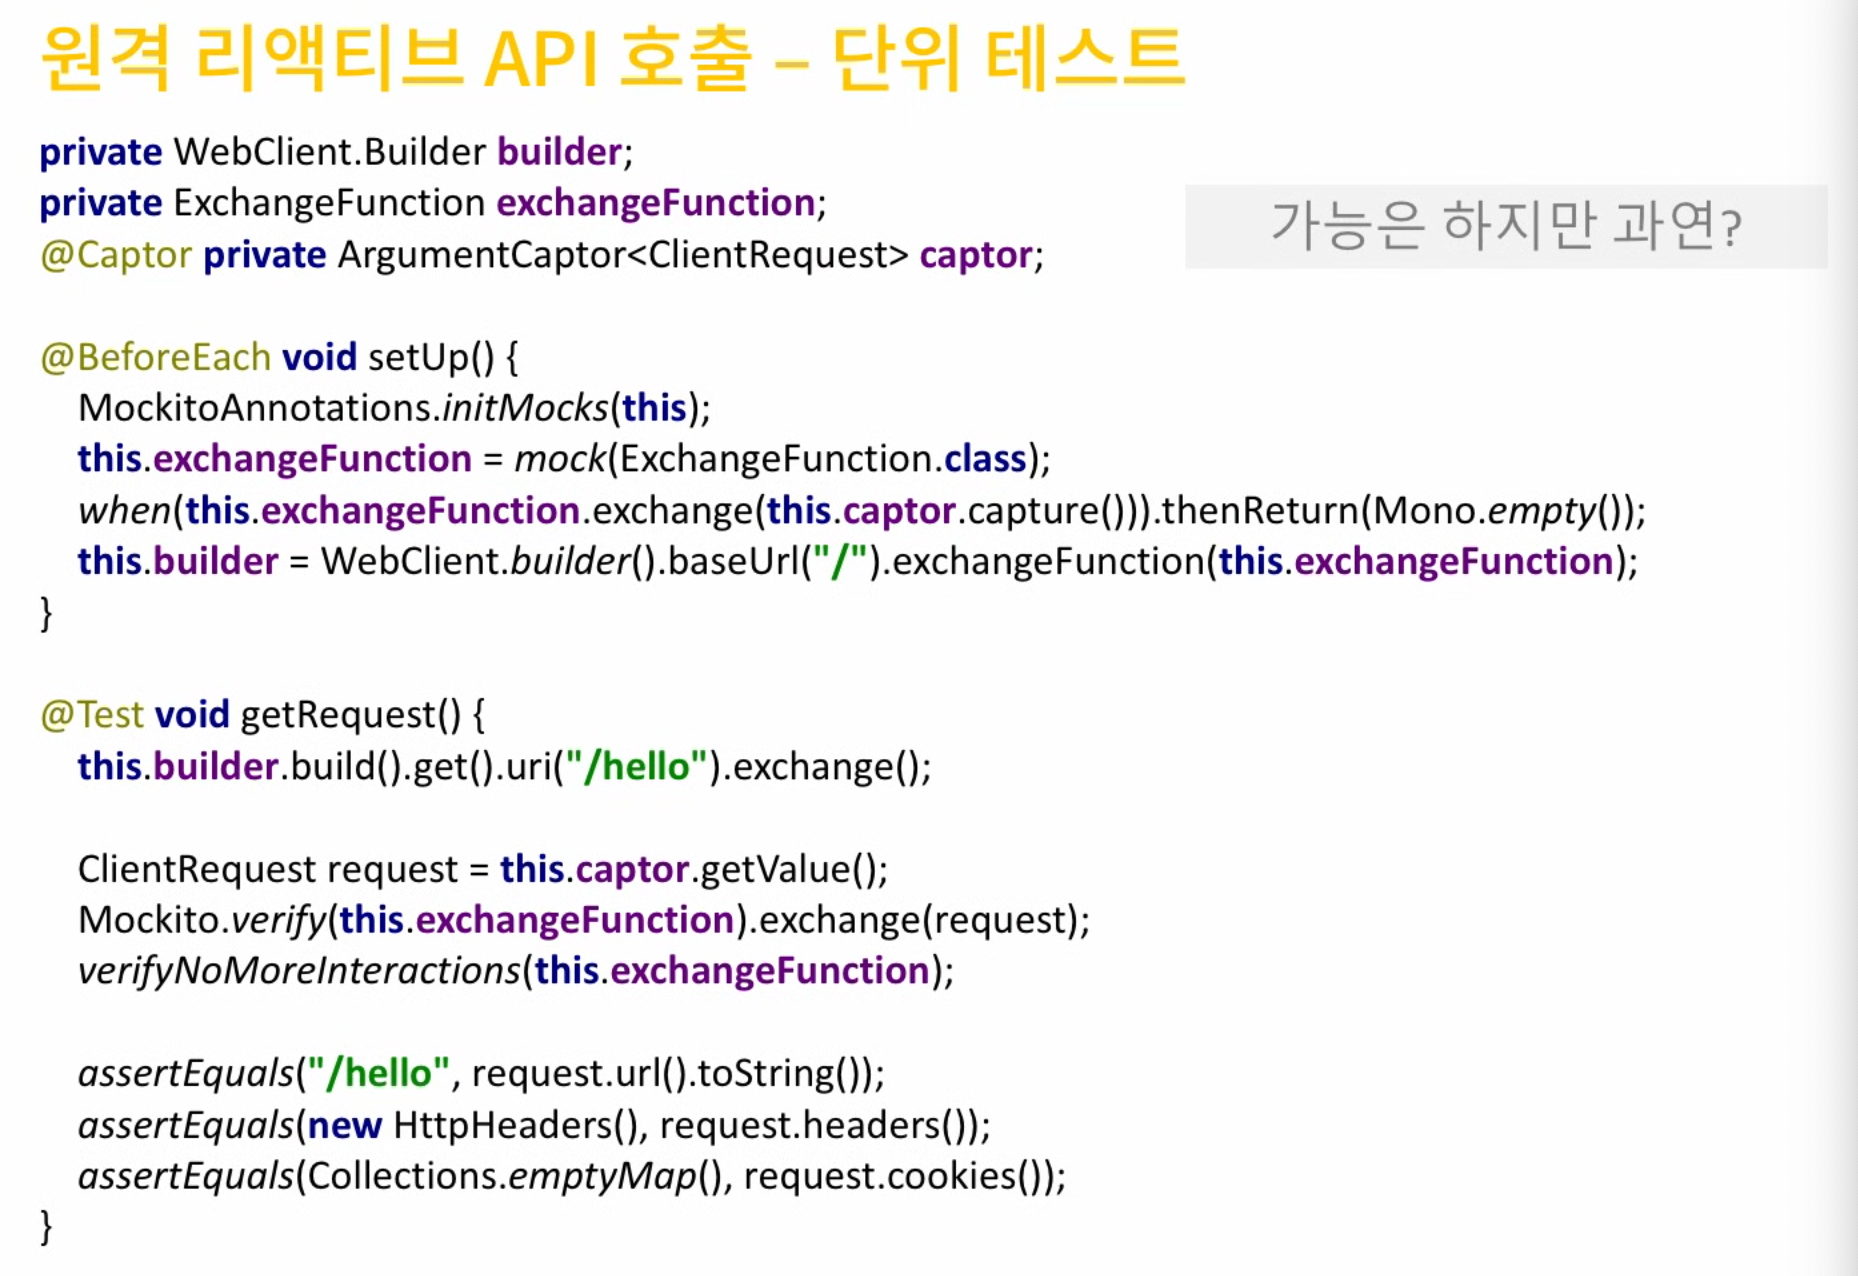 원격 리액티브 API 호출 – 단위 테스트
private WebClient.Builder builder;
private ExchangeFunction exchangeFunction;
가능은 하지만 과연?
@Captor private ArgumentCaptor<ClientRequest> captor;
@BeforeEach void setUp() {
MockitoAnnotations.initMocks(this);
this.exchangeFunction = mock(ExchangeFunction.class);
when(this.exchangeFunction.exchange(this.captor.capture())).thenReturn(Mono.empty());
this.builder = WebClient.builder().baseUrl("/").exchangeFunction(this.exchangeFunction);
}
@Test void getRequest() {
this.builder.build().get().uri("/hello").exchange();
ClientRequest request = this.captor.getValue();
Mockito.verify(this.exchangeFunction).exchange(request);
verifyNoMoreInteractions(this.exchangeFunction);
assertEquals("/hello", request.url().toString());
assertEquals(new HttpHeaders(), request.headers());
assertEquals(Collections.emptyMap(), request.cookies());
}